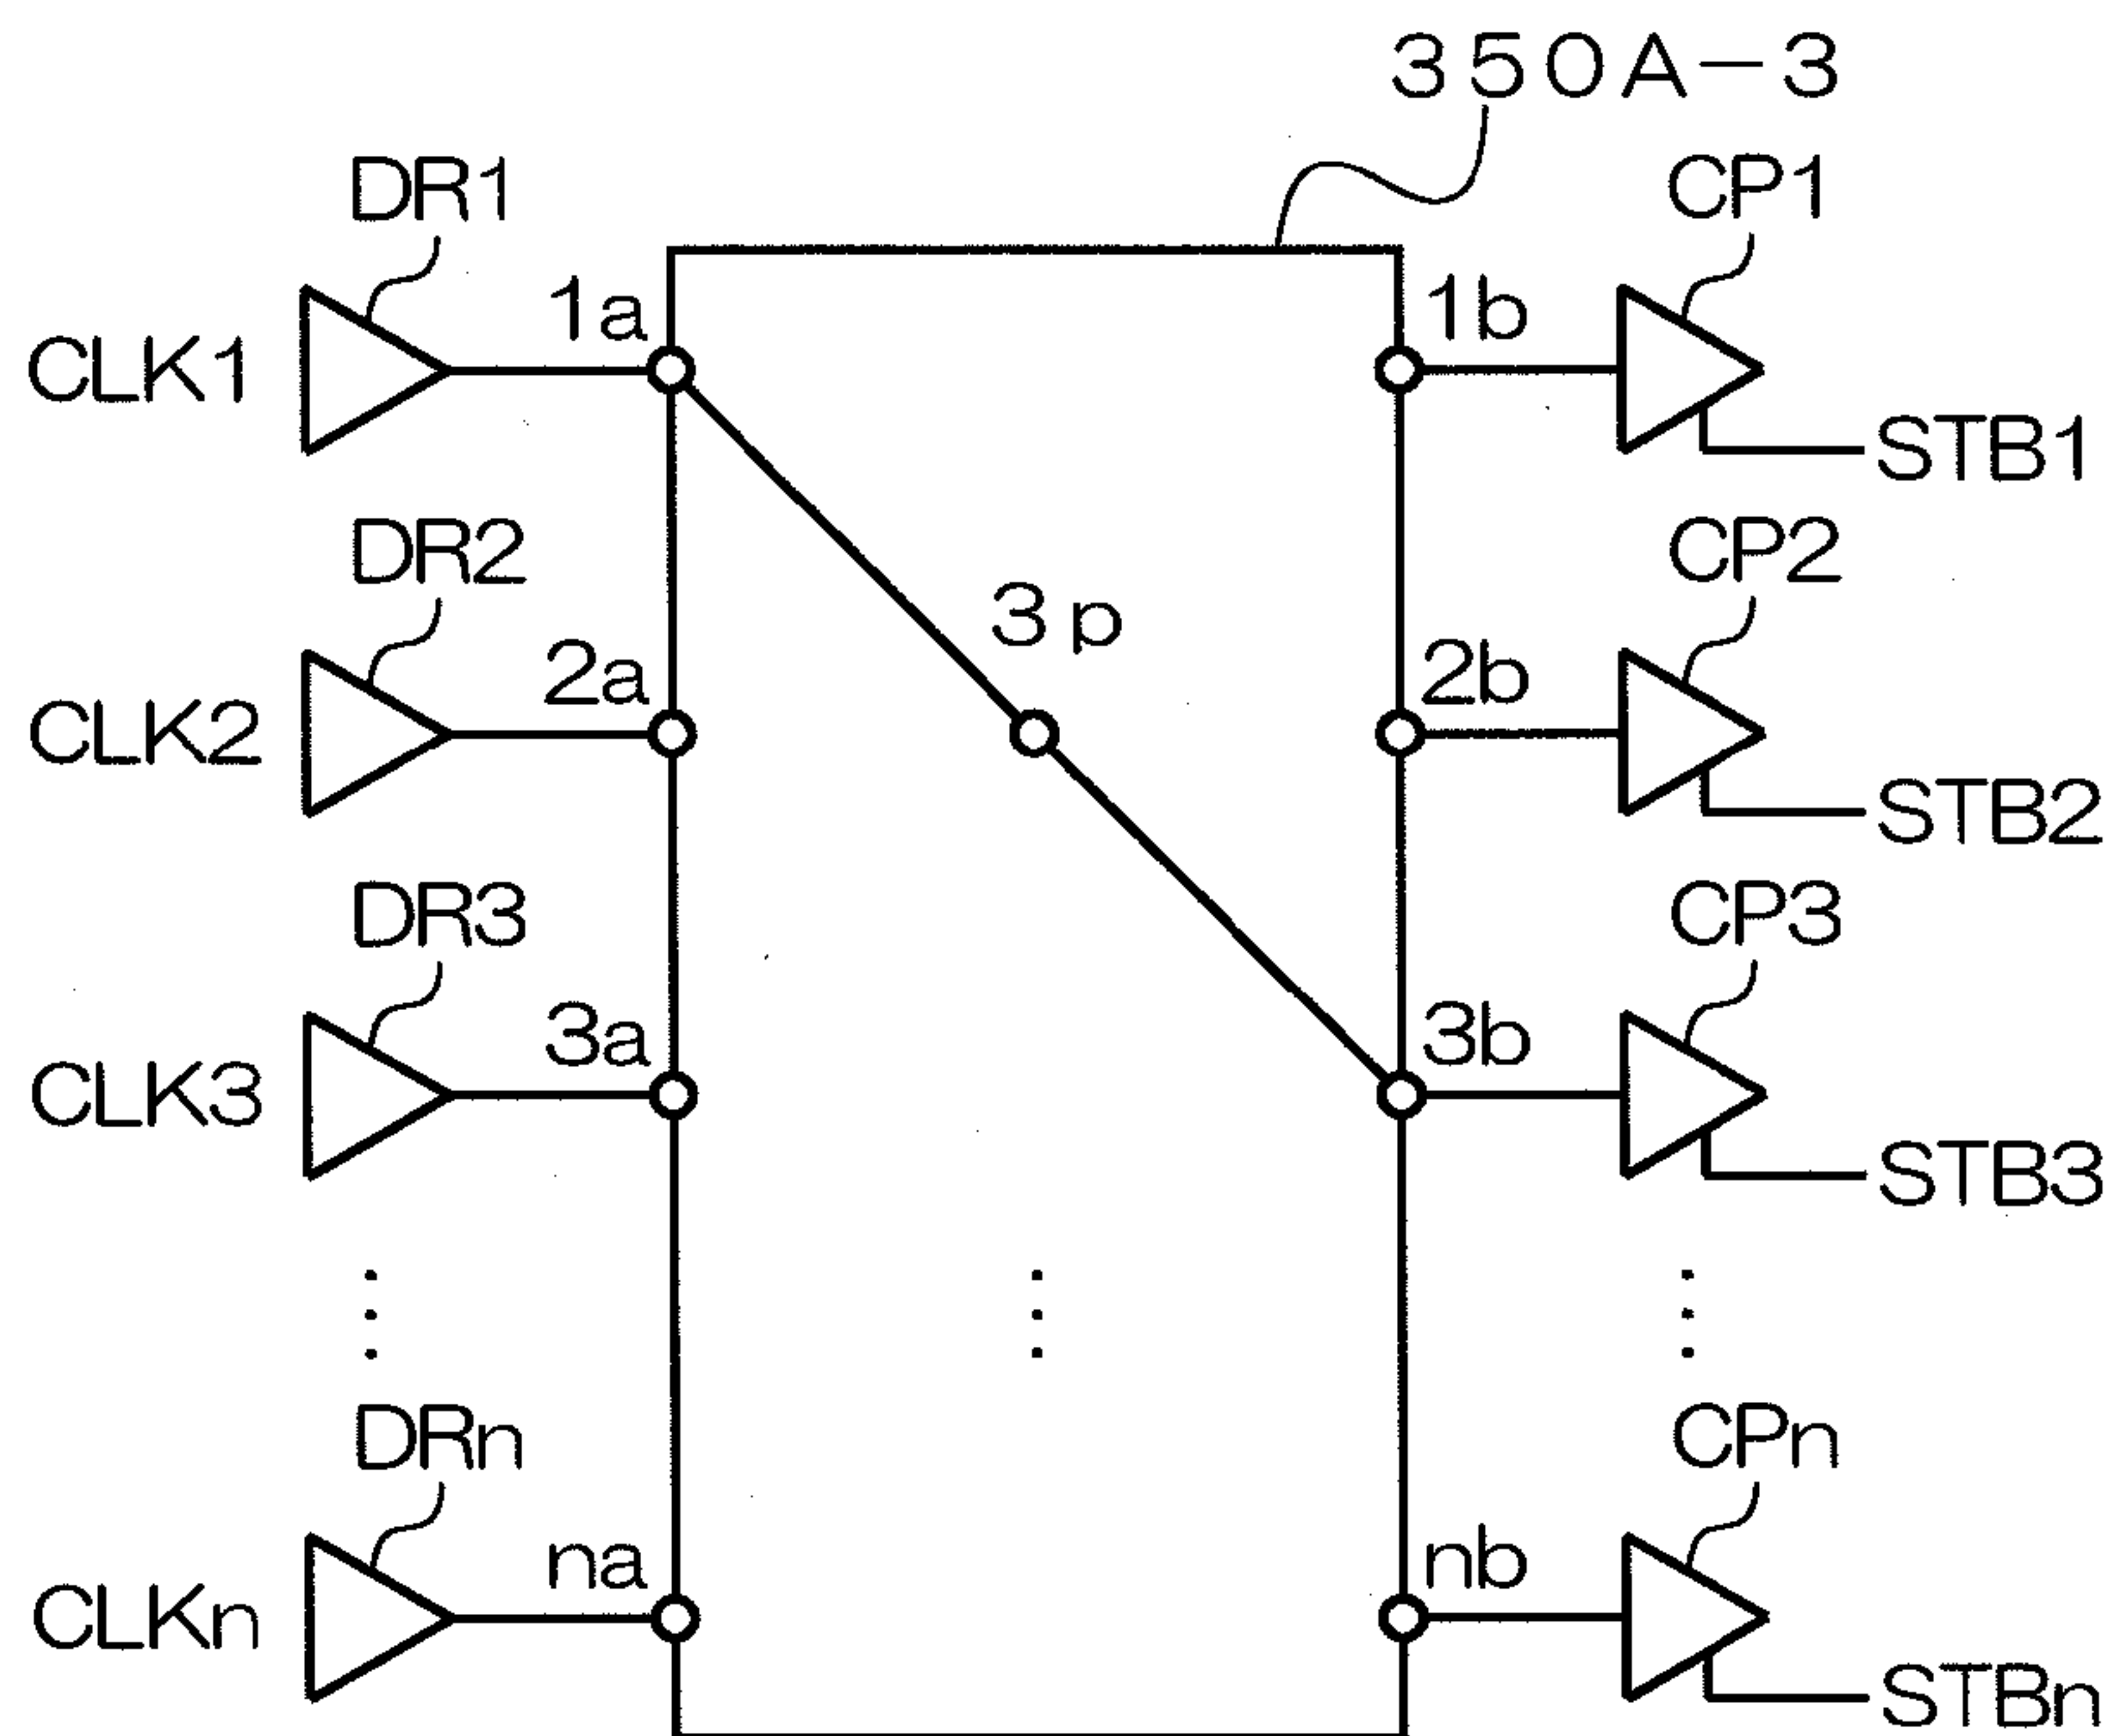 350A-3
DR1
CP1
1a
1b
CLK1
STB1
DR2
CP2
3p
2a
2b
CLK2
STB2
DR3
CP3
3a
3b
CLK3
STB3
DRn
CPn
na
nb
CLKn
STBn